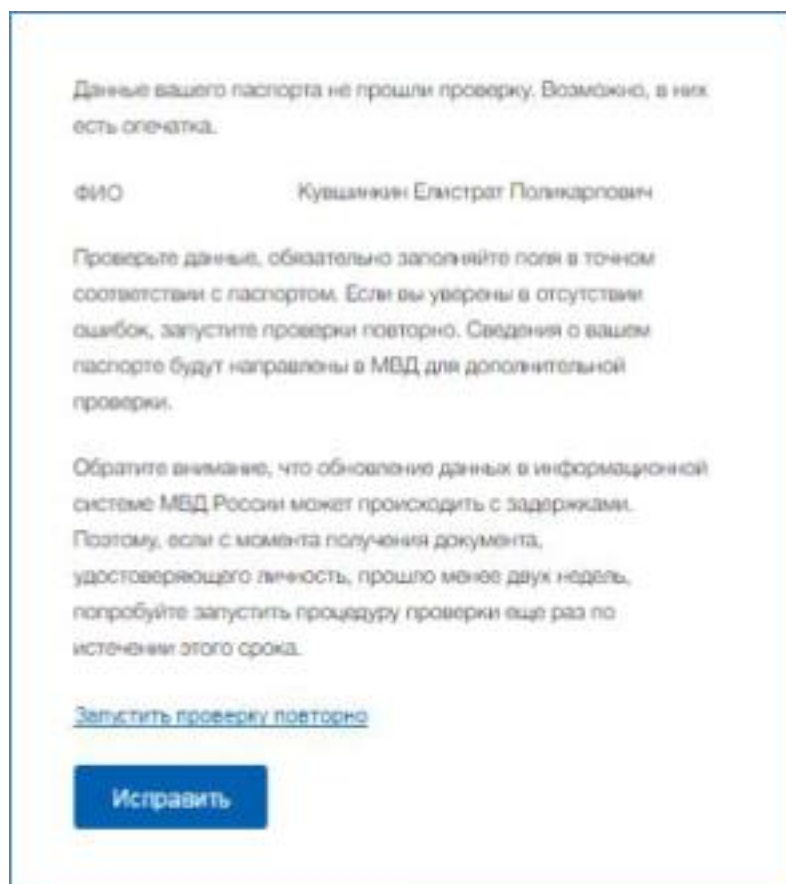 Данные вашего паспорта не прошли проверку. Возможно, в них
есть опечатка.
ФИО Кувшинкин Елистрат Поликарпович
Проверьте данные, обязательно заполняйте поля в точном
соответствии с паспортом. Если вы уверены в отсутствии
ошибок, запустите проверки повторно. Сведения о вашем
паспорте будут направлены в МВД для дополнительной
проверки.
Обратите внимание, что обновление данных в информационной
системе МВД России может происходить с задержками.
Поэтому, если с момента получения документа,
удостоверяющего личность, прошло менее двух недель,
попробуйте запустить процедуру проверки еще раз по
истечении этого срока.
Запустить проверку повторно
Исправить